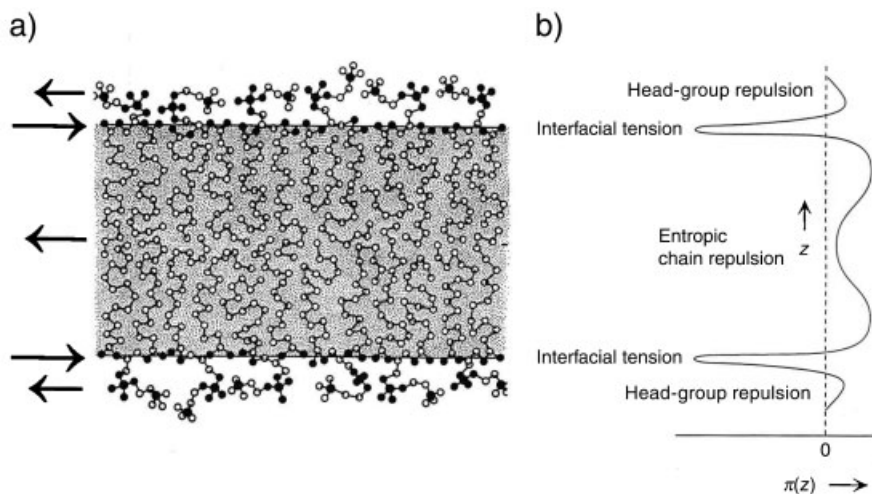 a)
b)
Head-group repulsion
Interfacial tension
Entropic
chain repulsion
z
Interfacial tension
Head-group repulsion
0
π(z)